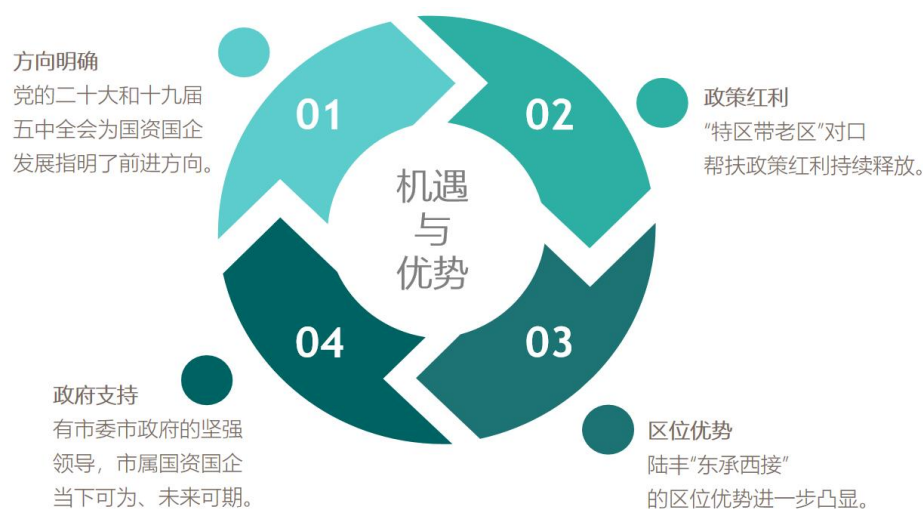 01
方向明确
党的二十大和十九届
五中全会为国资国企
发展指明了前进方向。
02
政策红利
“特区带老区”对口
帮扶政策红利持续释放。
机遇
与
优势
03
区位优势
陆丰“东承西接”
的区位优势进一步凸显。
04
政府支持
有市委市政府的坚强
领导，市属国资国企
当下可为、未来可期。